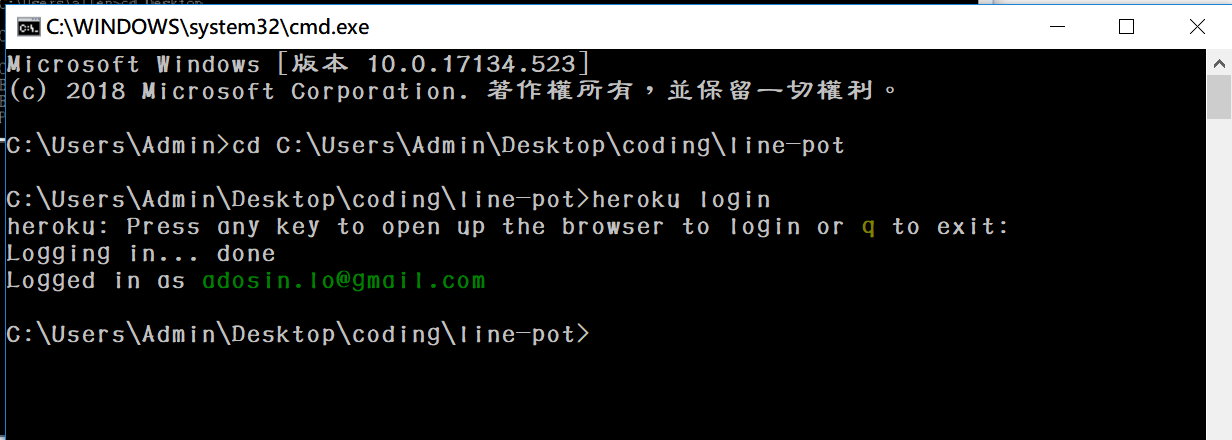 C:\WINDOWS\system32\cmd.exe
Microsoft Windows [版本 10.0.17134.523]
(c) 2018 Microsoft Corporation. 著作權所有，並保留一切權利。
C:\Users\Admin>cd C:\Users\Admin\Desktop\coding\line-pot
C:\Users\Admin\Desktop\coding\line-pot>heroku login
heroku: Press any key to open up the browser to login or q to exit:
Logging in... done
Logged in as adosin.lo@gmail.com
C:\Users\Admin\Desktop\coding\line-pot>